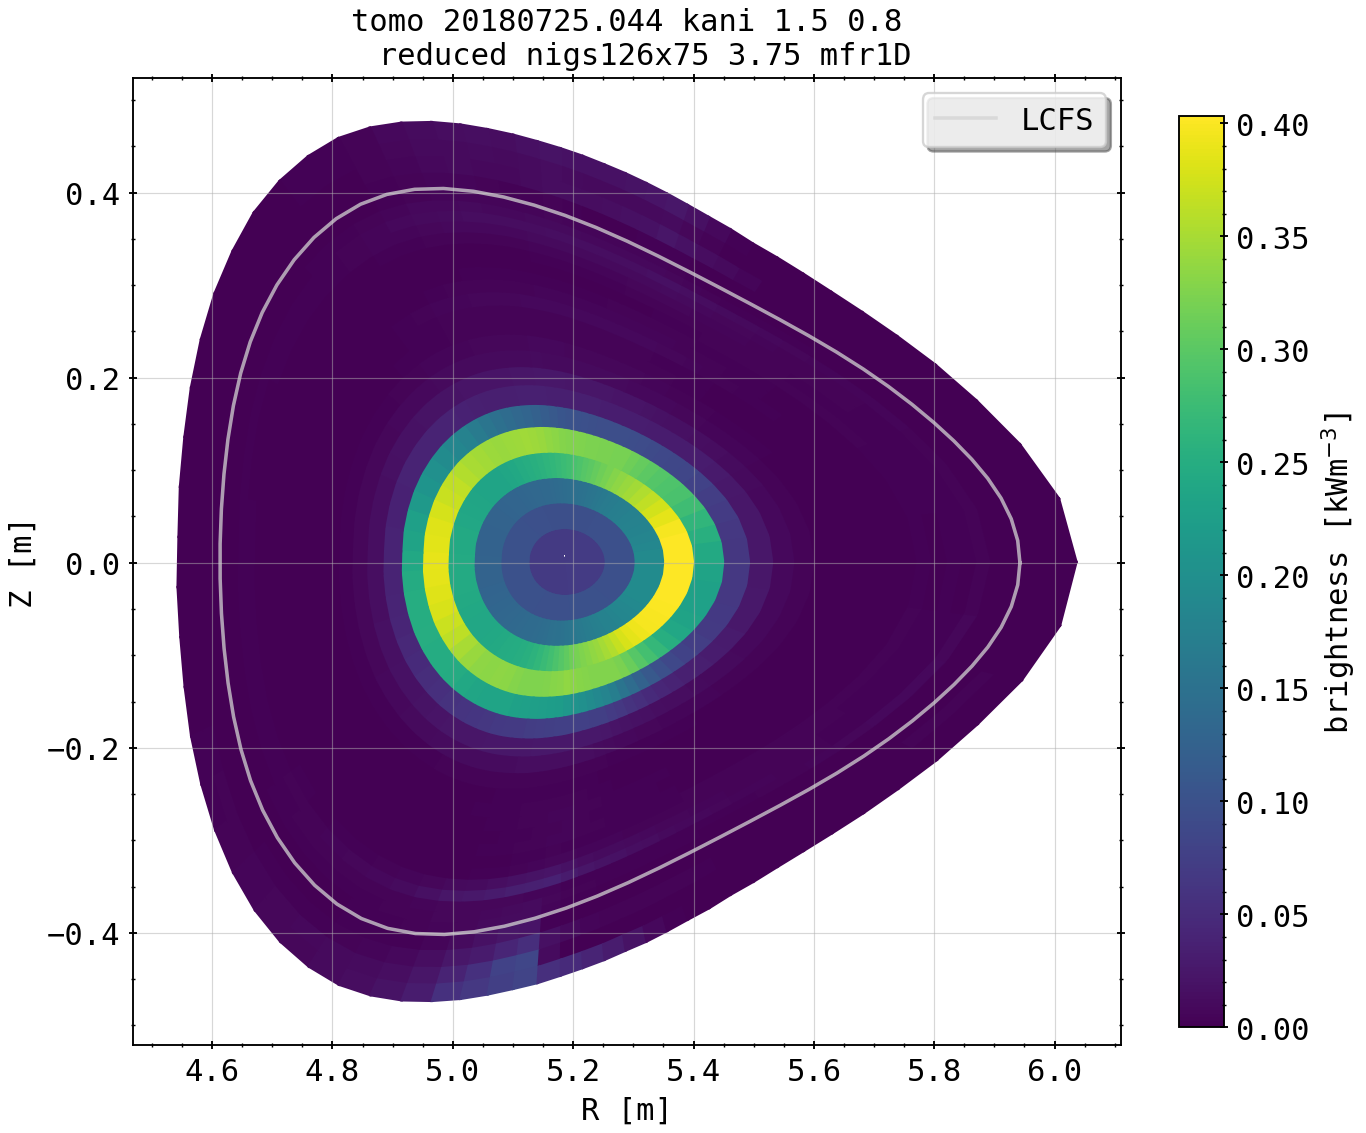 tomo 20180725.044 kani 1.5 0.8
reduced nigs126x75 3.75 mfr1D
LCFS
0.4
0.2
0.0
−0.2
−0.4
Z [m]
4.6 4.8 5.0 5.2 5.4 5.6 5.8 6.0
R [m]
0.40
0.35
0.30
0.25
0.20
0.15
0.10
0.05
0.00
brightness [kWm⁻³]